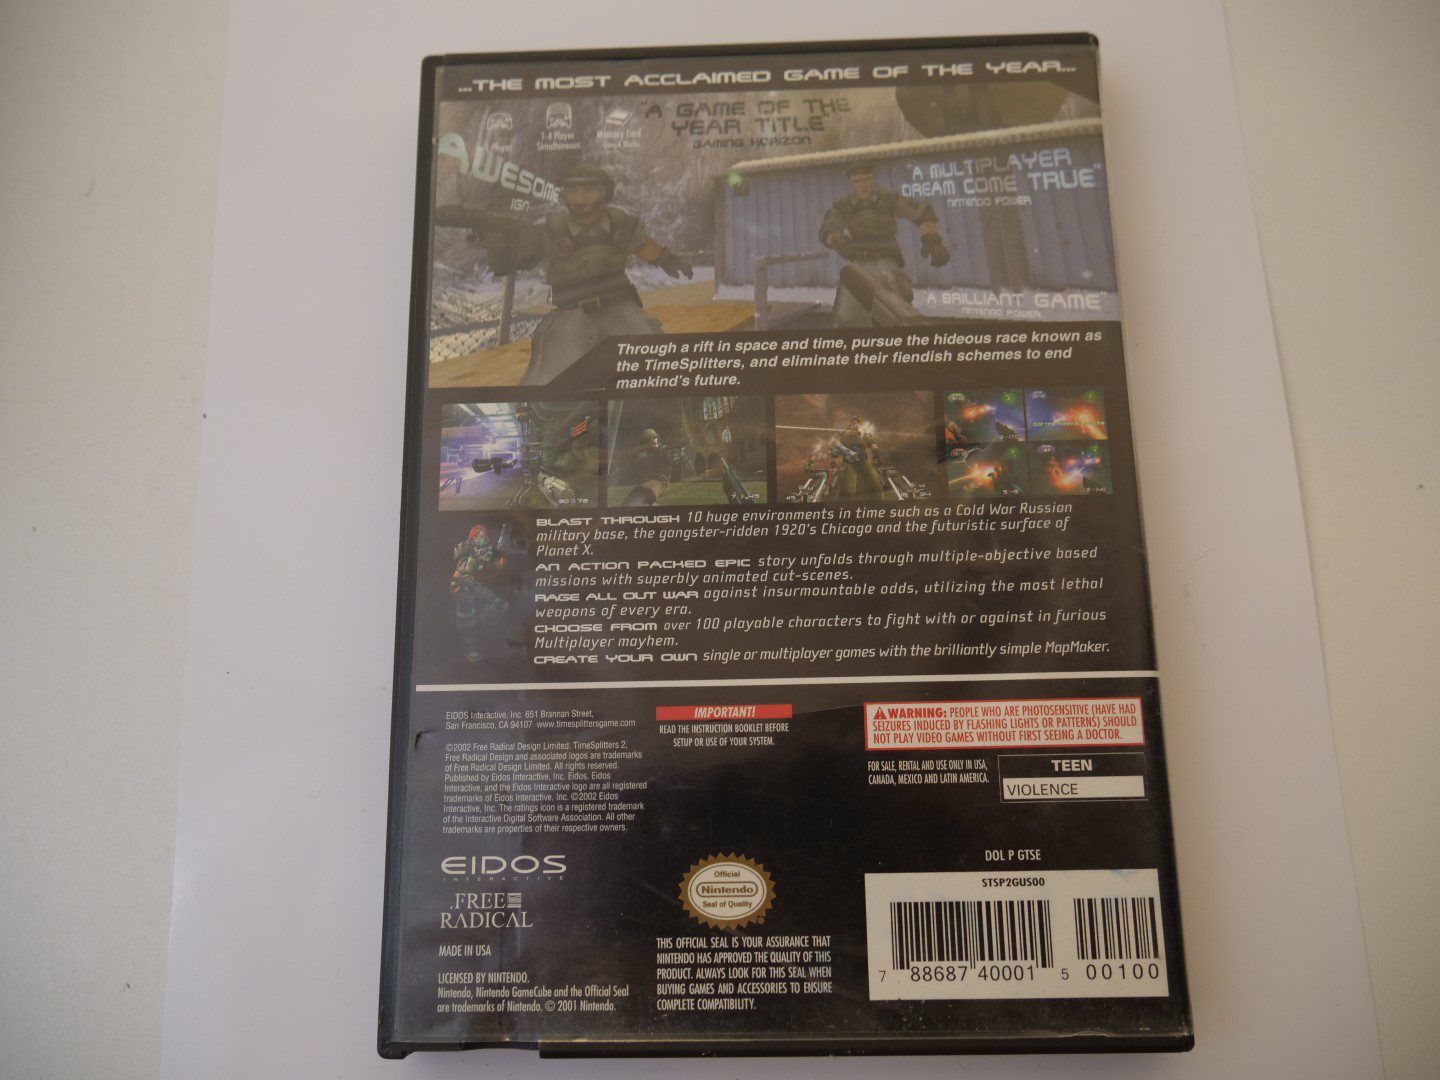 ...THE MOST ACCLAIMED GAME OF THE YEAR...
1 Player
1-4 Player
Simultaneous
Memory Card
Uses 4 Blocks
"A GAME OF THE
YEAR TITLE"
GAMING HORIZON
AWESOME
IGN
"A MULTIPLAYER
DREAM COME TRUE"
NINTENDO POWER
"A BRILLIANT GAME"
NINTENDO POWER
Through a rift in space and time, pursue the hideous race known as
the TimeSplitters, and eliminate their fiendish schemes to end
mankind's future.
BLAST THROUGH 10 huge environments in time such as a Cold War Russian
military base, the gangster-ridden 1920's Chicago and the futuristic surface of
Planet X.
AN ACTION PACKED EPIC story unfolds through multiple-objective based
missions with superbly animated cut-scenes.
RAGE ALL OUT WAR against insurmountable odds, utilizing the most lethal
weapons of every era.
CHOOSE FROM over 100 playable characters to fight with or against in furious
Multiplayer mayhem.
CREATE YOUR OWN single or multiplayer games with the brilliantly simple MapMaker.
EIDOS Interactive, Inc. 651 Brannan Street,
San Francisco, CA 94107 www.timesplittersgame.com
©2002 Free Radical Design Limited. TimeSplitters 2,
Free Radical Design and associated logos are trademarks
of Free Radical Design Limited. All rights reserved.
Published by Eidos Interactive, Inc. Eidos, Eidos
Interactive, and the Eidos Interactive logo are all registered
trademarks of Eidos Interactive, Inc. ©2002 Eidos
Interactive, Inc. The ratings icon is a registered trademark
of the Interactive Digital Software Association. All other
trademarks are properties of their respective owners.
IMPORTANT!
READ THE INSTRUCTION BOOKLET BEFORE
SETUP OR USE OF YOUR SYSTEM.
WARNING: PEOPLE WHO ARE PHOTOSENSITIVE (HAVE HAD
SEIZURES INDUCED BY FLASHING LIGHTS OR PATTERNS) SHOULD
NOT PLAY VIDEO GAMES WITHOUT FIRST SEEING A DOCTOR.
FOR SALE, RENTAL AND USE ONLY IN USA,
CANADA, MEXICO AND LATIN AMERICA.
TEEN
VIOLENCE
EIDOS
INTERACTIVE
.FREE
RADICAL
MADE IN USA
LICENSED BY NINTENDO.
Nintendo, Nintendo GameCube and the Official Seal
are trademarks of Nintendo. © 2001 Nintendo.
Official
Nintendo
Seal of Quality
®
THIS OFFICIAL SEAL IS YOUR ASSURANCE THAT
NINTENDO HAS APPROVED THE QUALITY OF THIS
PRODUCT. ALWAYS LOOK FOR THIS SEAL WHEN
BUYING GAMES AND ACCESSORIES TO ENSURE
COMPLETE COMPATIBILITY.
DOL P GTSE
STSP2GUS00
7 88687 40001 5 00100